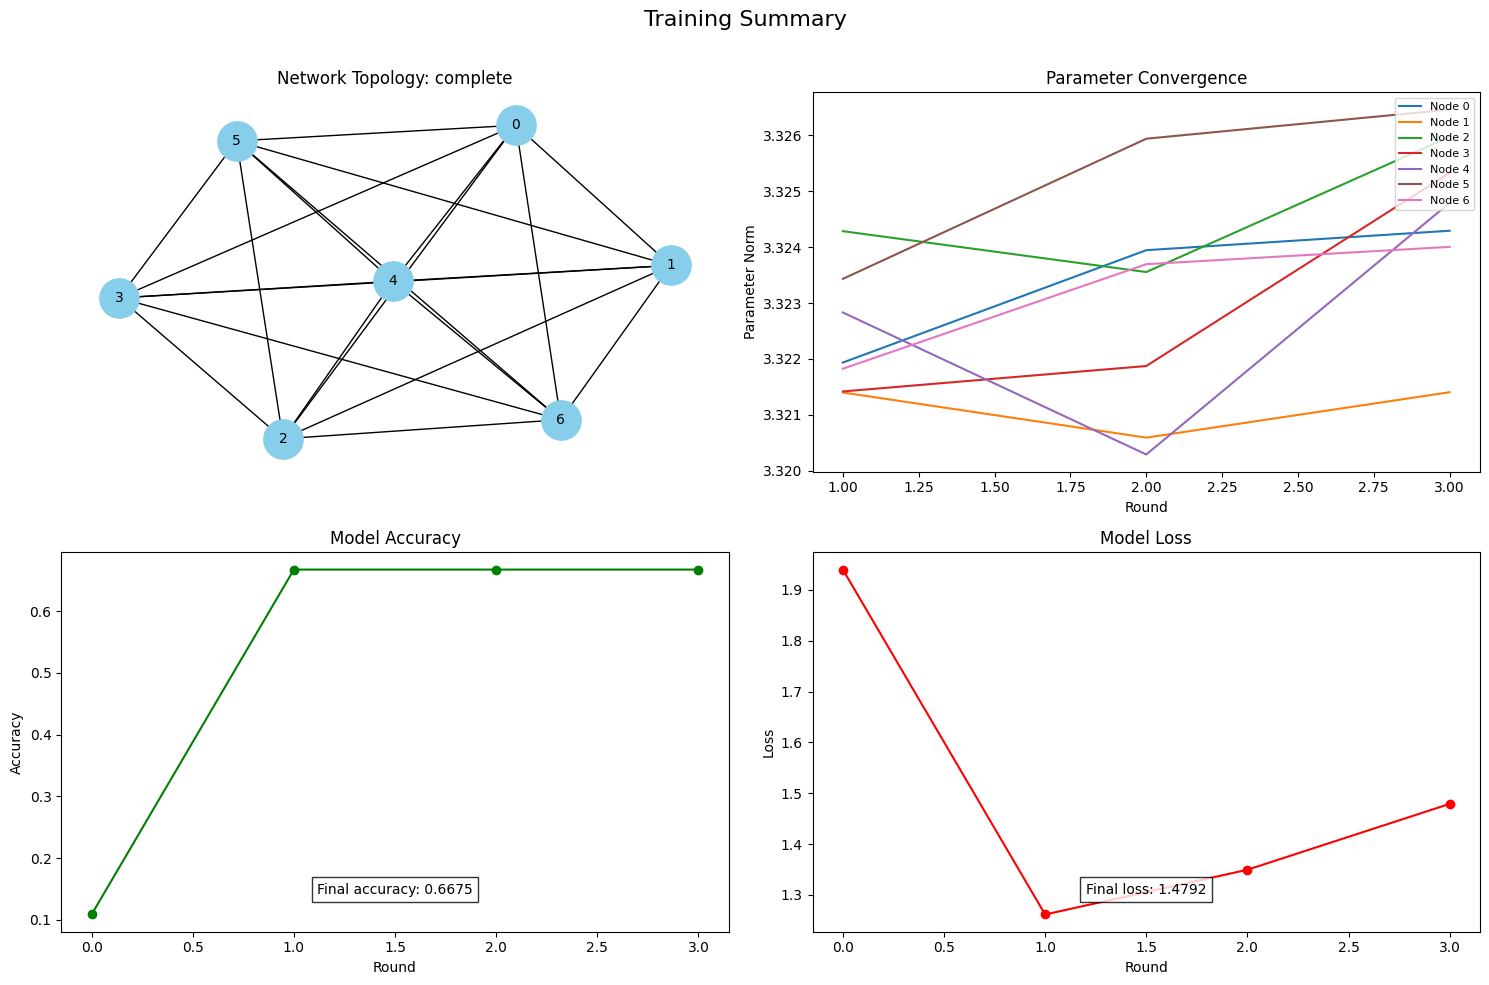 Training Summary
Network Topology: complete
5
0
1
4
3
6
2
Parameter Convergence
Parameter Norm
3.326
3.325
3.324
3.323
3.322
3.321
3.320
Node 0
Node 1
Node 2
Node 3
Node 4
Node 5
Node 6
1.00 1.25 1.50 1.75 2.00 2.25 2.50 2.75 3.00
Round
Model Accuracy
Accuracy
0.6
0.5
0.4
0.3
0.2
0.1
Final accuracy: 0.6675
0.0 0.5 1.0 1.5 2.0 2.5 3.0
Round
Model Loss
Loss
1.9
1.8
1.7
1.6
1.5
1.4
1.3
Final loss: 1.4792
0.0 0.5 1.0 1.5 2.0 2.5 3.0
Round